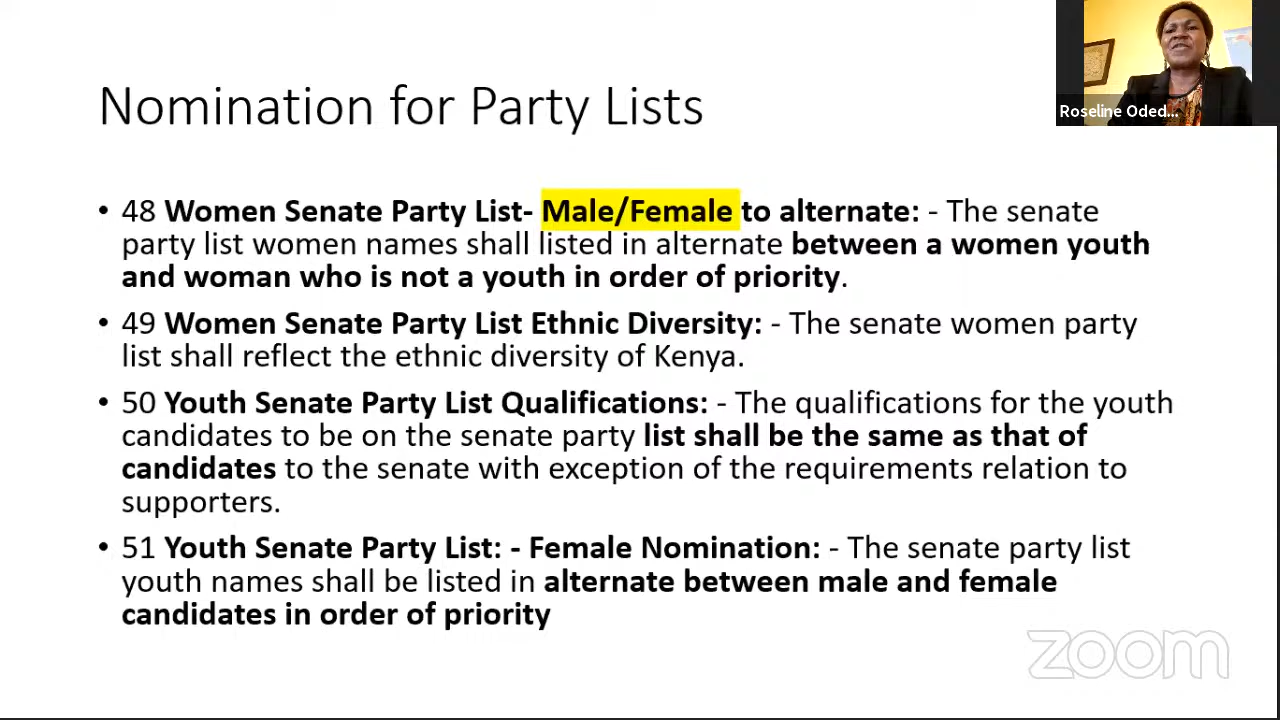 Nomination for Party Lists
Roseline Oded...
• 48 Women Senate Party List- Male/Female to alternate: - The senate
party list women names shall listed in alternate between a women youth
and woman who is not a youth in order of priority.
• 49 Women Senate Party List Ethnic Diversity: - The senate women party
list shall reflect the ethnic diversity of Kenya.
• 50 Youth Senate Party List Qualifications: - The qualifications for the youth
candidates to be on the senate party list shall be the same as that of
candidates to the senate with exception of the requirements relation to
supporters.
• 51 Youth Senate Party List: - Female Nomination: - The senate party list
youth names shall be listed in alternate between male and female
candidates in order of priority
zoom